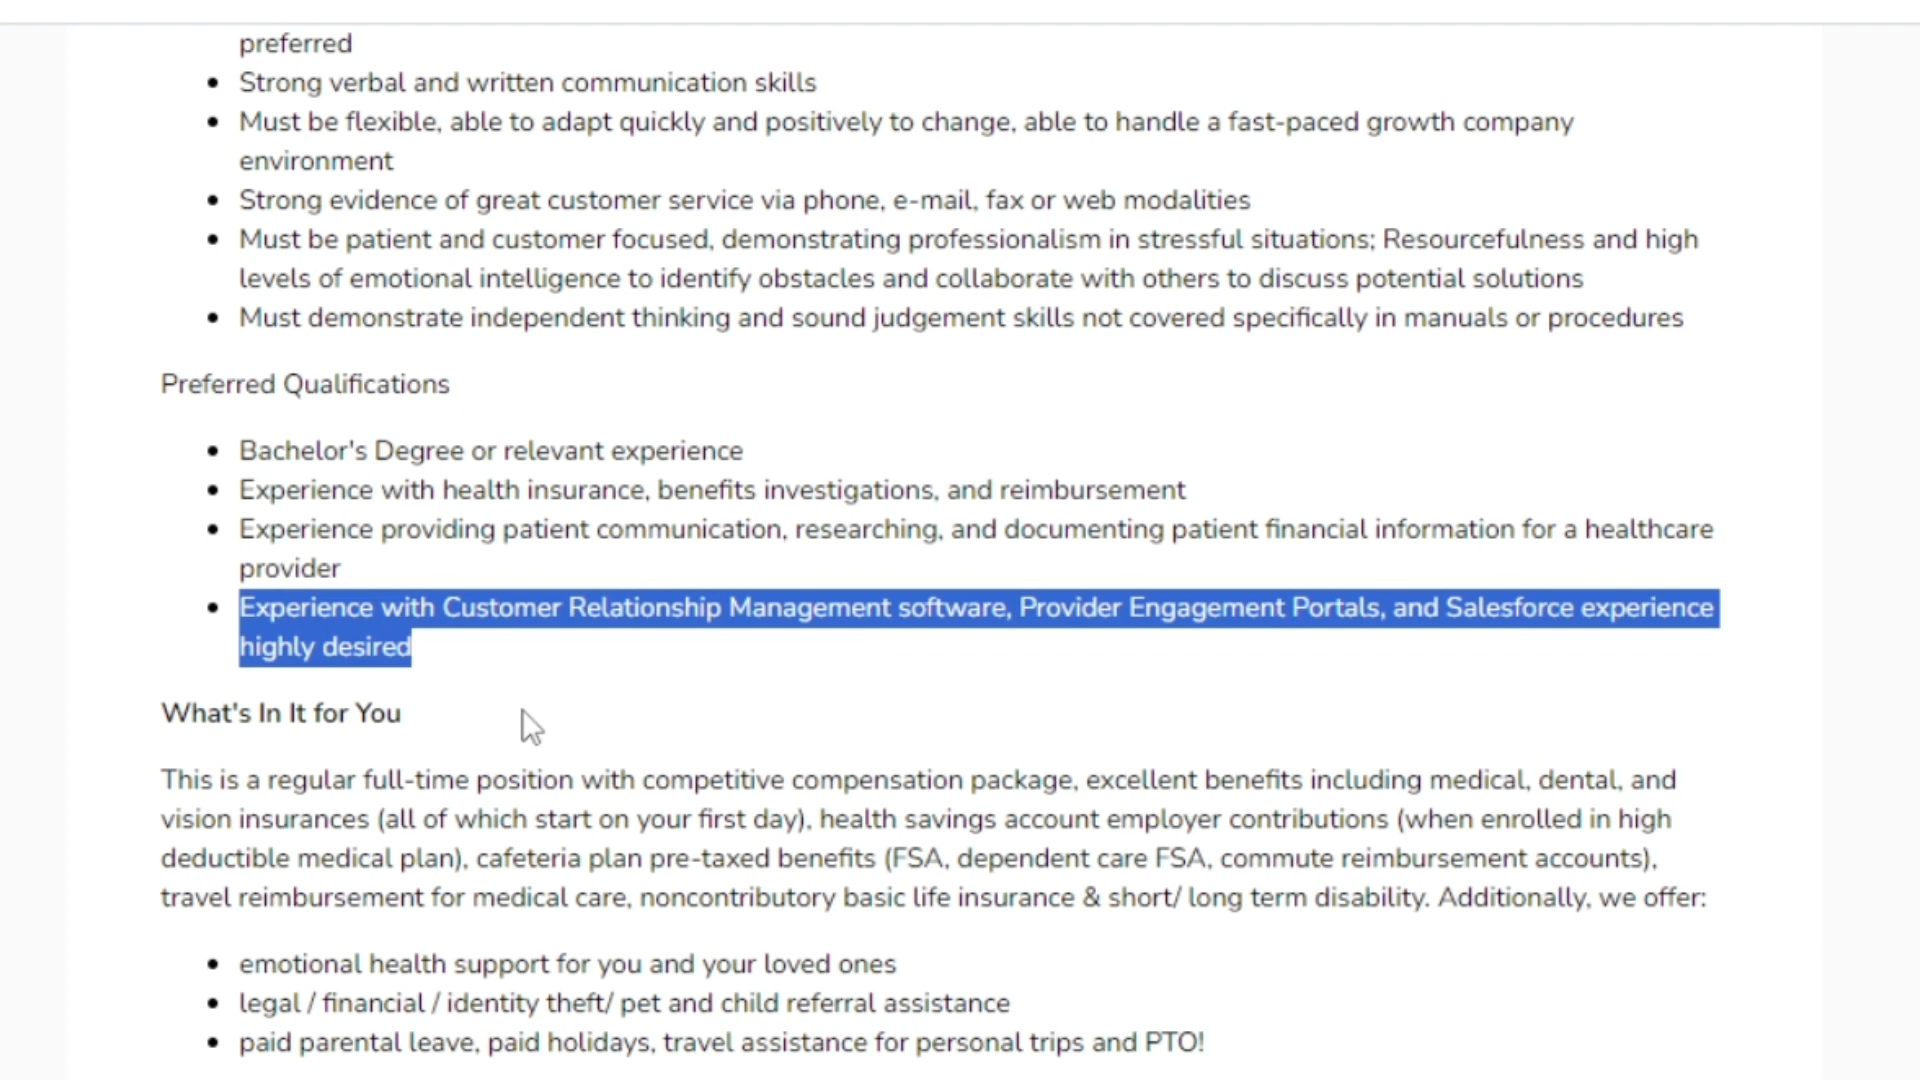 preferred
Strong verbal and written communication skills
Must be flexible, able to adapt quickly and positively to change, able to handle a fast-paced growth company
environment
Strong evidence of great customer service via phone, e-mail, fax or web modalities
Must be patient and customer focused, demonstrating professionalism in stressful situations; Resourcefulness and high
levels of emotional intelligence to identify obstacles and collaborate with others to discuss potential solutions
Must demonstrate independent thinking and sound judgement skills not covered specifically in manuals or procedures
Preferred Qualifications
Bachelor's Degree or relevant experience
Experience with health insurance, benefits investigations, and reimbursement
Experience providing patient communication, researching, and documenting patient financial information for a healthcare
provider
Experience with Customer Relationship Management software, Provider Engagement Portals, and Salesforce experience
highly desired
What's In It for You
This is a regular full-time position with competitive compensation package, excellent benefits including medical, dental, and
vision insurances (all of which start on your first day), health savings account employer contributions (when enrolled in high
deductible medical plan), cafeteria plan pre-taxed benefits (FSA, dependent care FSA, commute reimbursement accounts),
travel reimbursement for medical care, noncontributory basic life insurance & short/ long term disability. Additionally, we offer:
emotional health support for you and your loved ones
legal / financial / identity theft/ pet and child referral assistance
paid parental leave, paid holidays, travel assistance for personal trips and PTO!